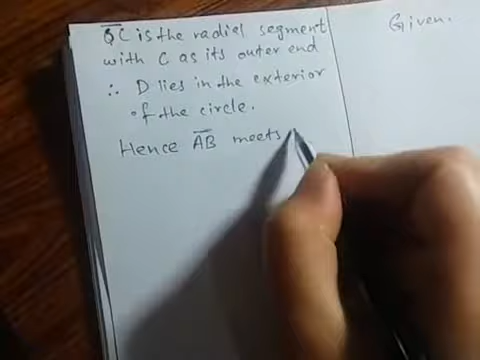 OC is the radial segment
with C as its outer end
∴ D lies in the exterior
of the circle.
Hence AB meets
Given.